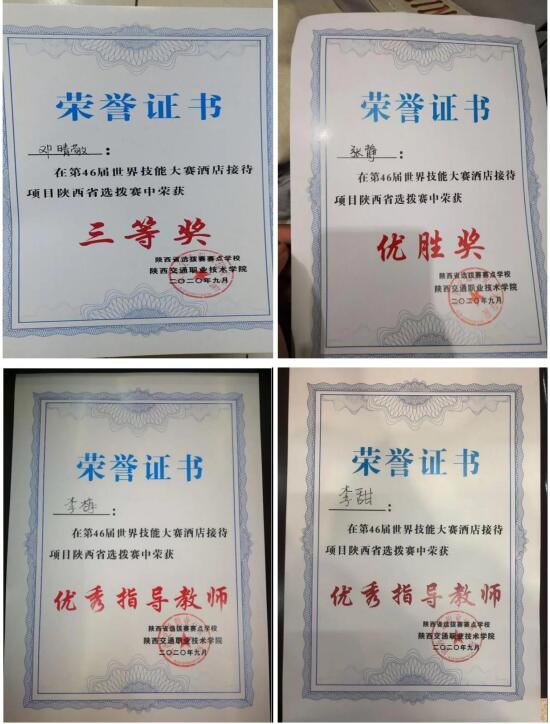 荣誉证书
邓晴敬：
在第46届世界技能大赛酒店接待
项目陕西省选拨赛中荣获
三等奖
陕西省选拨赛赛点学校
陕西交通职业技术学院
二〇二〇年九月
荣誉证书
张静：
在第46届世界技能大赛酒店接待
项目陕西省选拨赛中荣获
优胜奖
陕西省选拨赛赛点学校
陕西交通职业技术学院
二〇二〇年九月
荣誉证书
李梅：
在第46届世界技能大赛酒店接待
项目陕西省选拨赛中荣获
优秀指导教师
陕西省选拨赛赛点学校
陕西交通职业技术学院
二〇二〇年九月
荣誉证书
李甜：
在第46届世界技能大赛酒店接待
项目陕西省选拨赛中荣获
优秀指导教师
陕西省选拨赛赛点学校
陕西交通职业技术学院
二〇二〇年九月